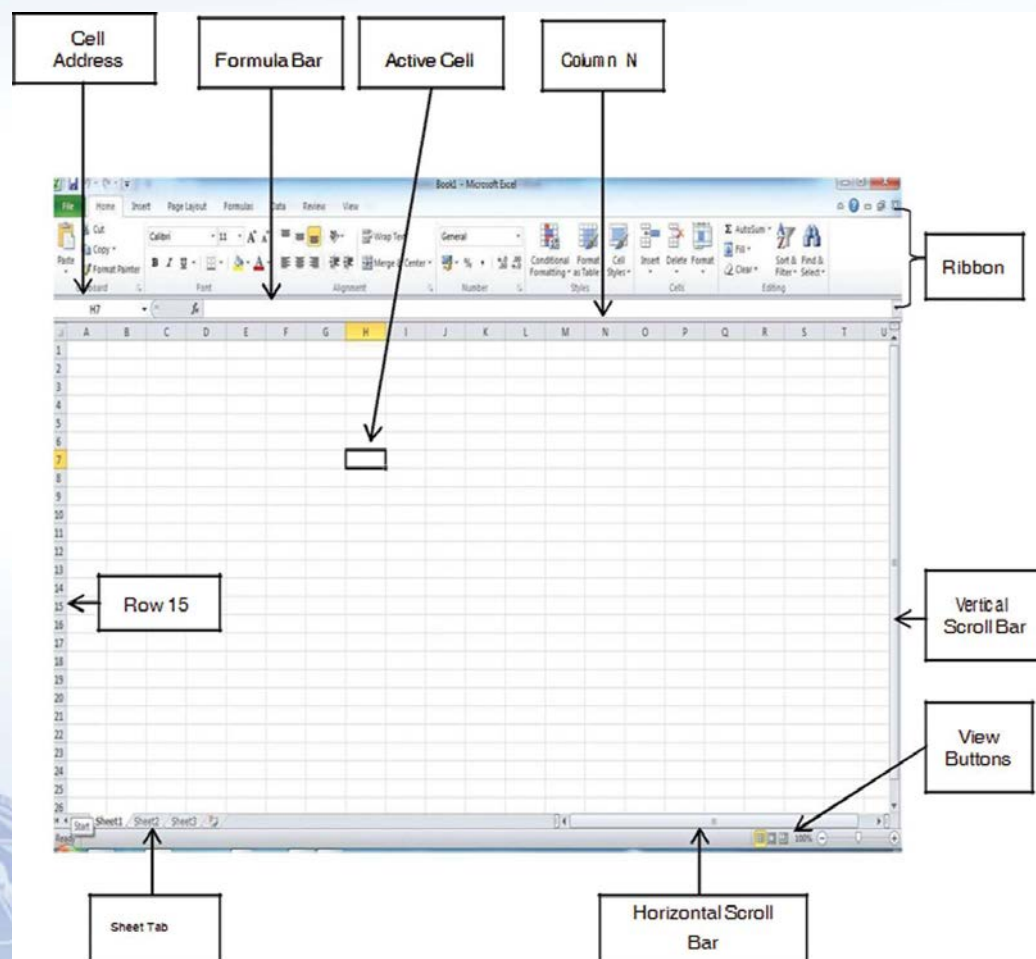 Cell
Address
Formula Bar
Active Cell
Column N
Book1 - Microsoft Excel
File Home Insert Page Layout Formulas Data Review View
Cut
Copy
Format Painter
Paste
Calibri 11 A A
B I U A
Wrap Text
Merge & Center
General
% ,
Conditional Formatting
Format as Table
Cell Styles
Insert Delete Format
Σ AutoSum
Fill
Clear
Sort & Filter
Find & Select
Font Alignment Number Styles Cells Editing
Ribbon
H7 fx
A B C D E F G H I J K L M N O P Q R S T U
1
2
3
4
5
6
7
8
9
10
11
12
13
14
15
16
17
18
19
20
21
22
23
24
25
26
Row 15
Vertical
Scroll Bar
View
Buttons
Start
Sheet1 Sheet2 Sheet3
Ready
100%
Sheet Tab
Horizontal Scroll
Bar